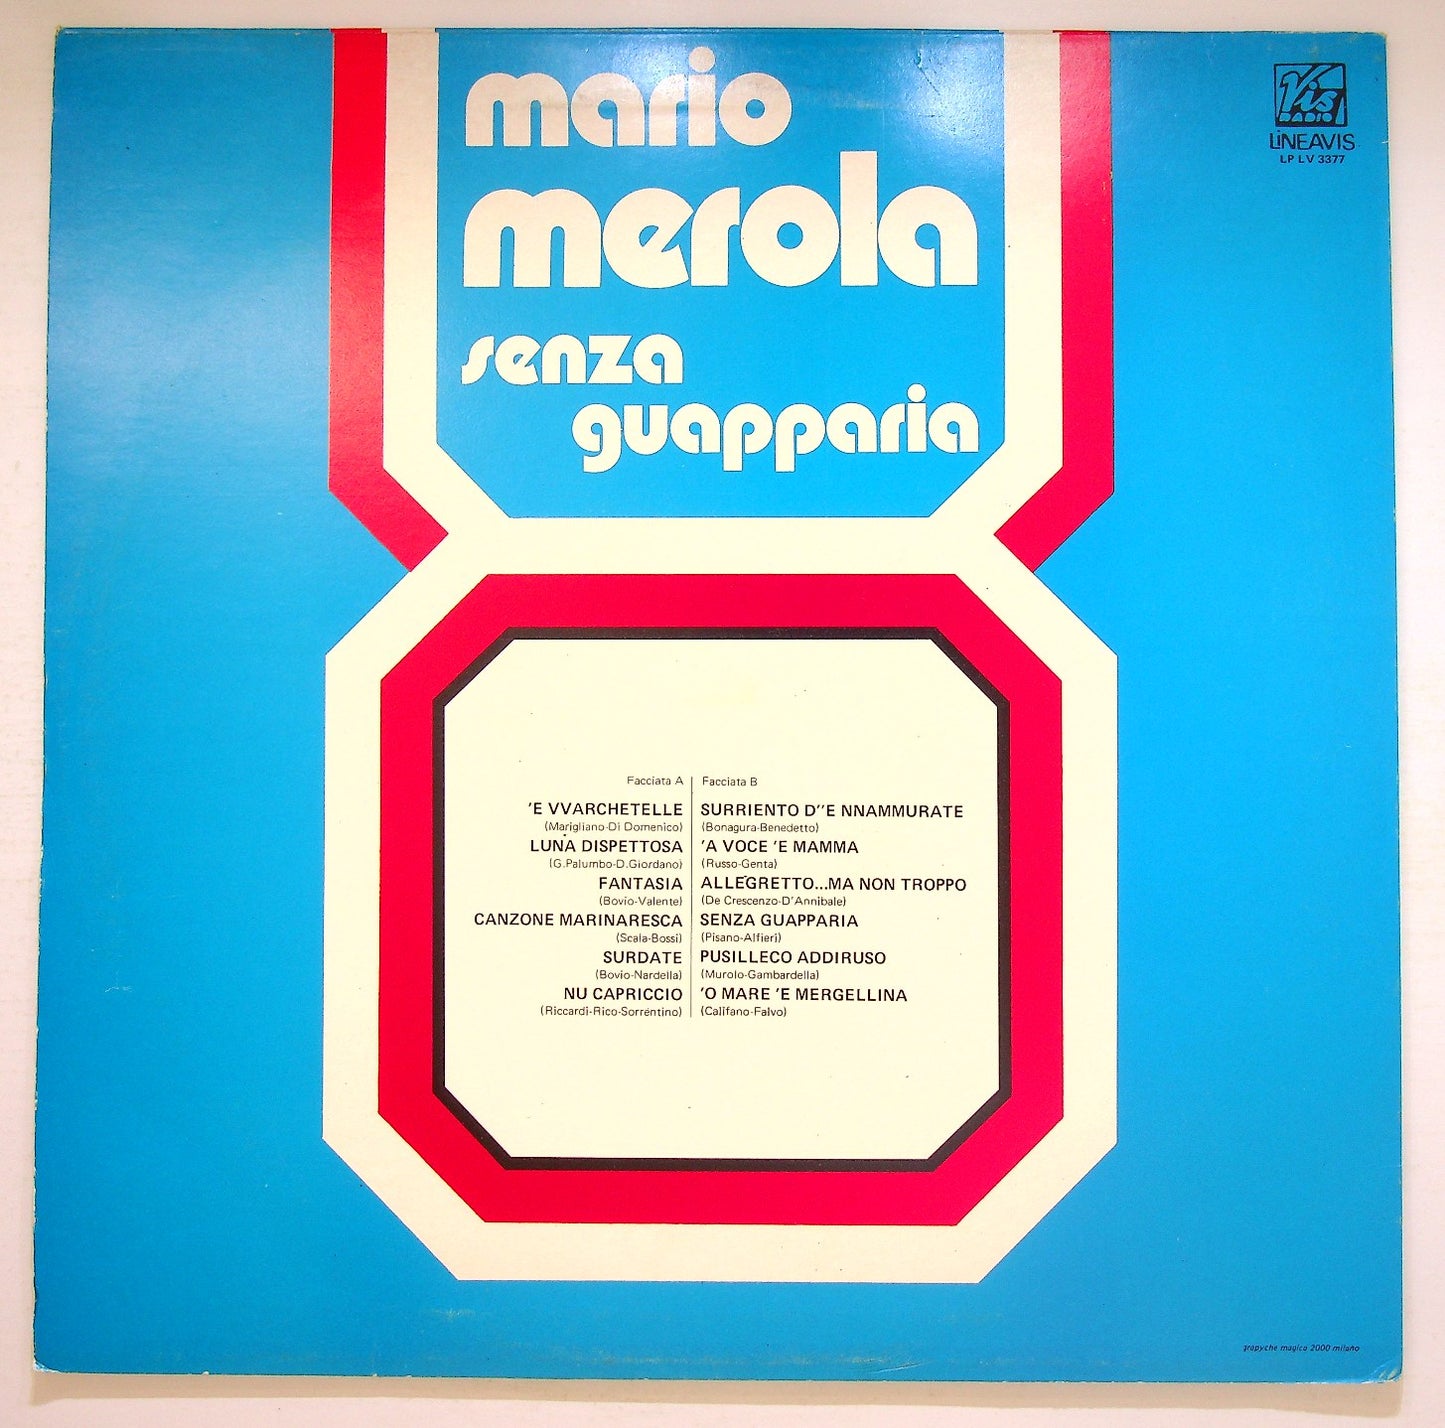 mario
merola
senza
guapparia
Vis
RADIO
LiNEAVIS
LP LV 3377
Facciata A
'E VVARCHETELLE
(Marigliano-Di Domenico)
LUNA DISPETTOSA
(G.Palumbo-D.Giordano)
FANTASIA
(Bovio-Valente)
CANZONE MARINARESCA
(Scala-Bossi)
SURDATE
(Bovio-Nardella)
NU CAPRICCIO
(Riccardi-Rico-Sorrentino)
Facciata B
SURRIENTO D''E NNAMMURATE
(Bonagura-Benedetto)
'A VOCE 'E MAMMA
(Russo-Genta)
ALLEGRETTO...MA NON TROPPO
(De Crescenzo-D'Annibale)
SENZA GUAPPARIA
(Pisano-Alfieri)
PUSILLECO ADDIRUSO
(Murolo-Gambardella)
'O MARE 'E MERGELLINA
(Califano-Falvo)
grapyche magica 2000 milano